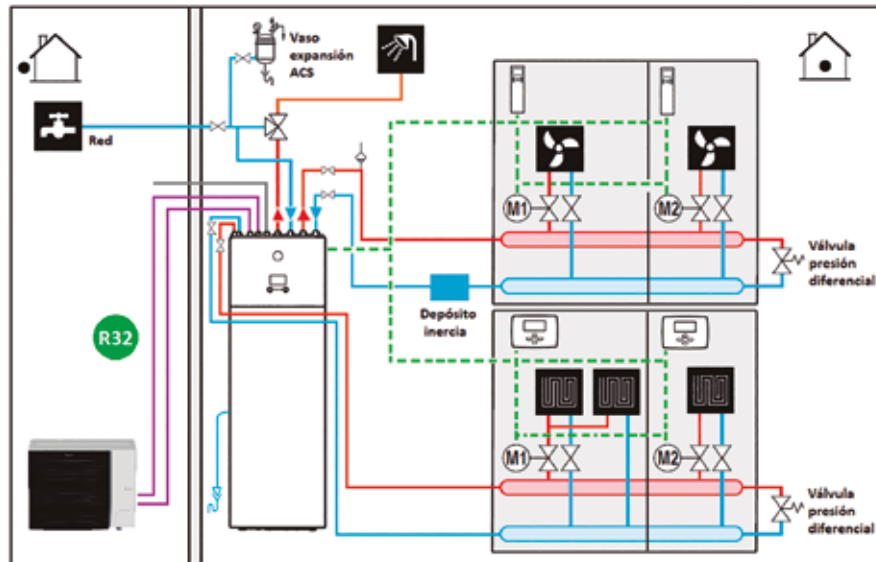 Vaso
expansión
ACS
Red
M1
M2
Válvula
presión
diferencial
Depósito
inercia
R32
M1
M2
Válvula
presión
diferencial